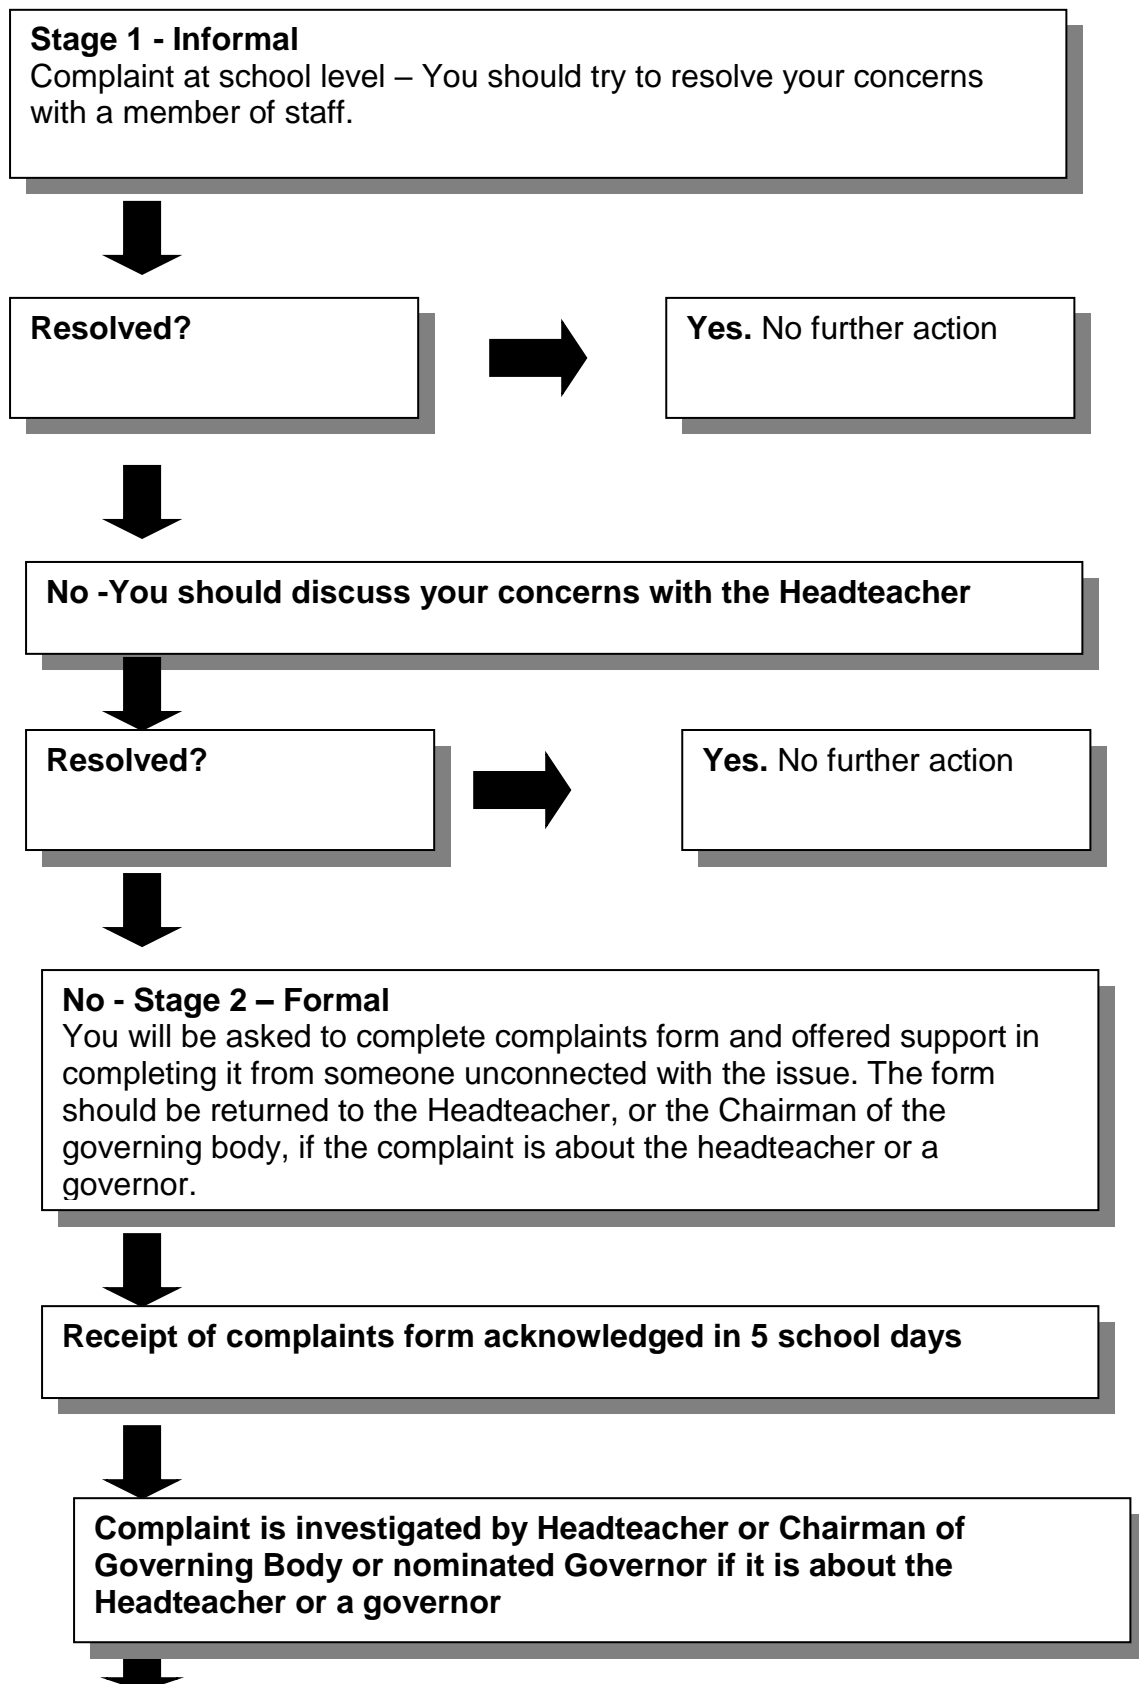 Stage 1 - Informal
Complaint at school level – You should try to resolve your concerns
with a member of staff.
Resolved?
Yes. No further action
No -You should discuss your concerns with the Headteacher
Resolved?
Yes. No further action
No - Stage 2 – Formal
You will be asked to complete complaints form and offered support in
completing it from someone unconnected with the issue. The form
should be returned to the Headteacher, or the Chairman of the
governing body, if the complaint is about the headteacher or a
governor.
Receipt of complaints form acknowledged in 5 school days
Complaint is investigated by Headteacher or Chairman of
Governing Body or nominated Governor if it is about the
Headteacher or a governor